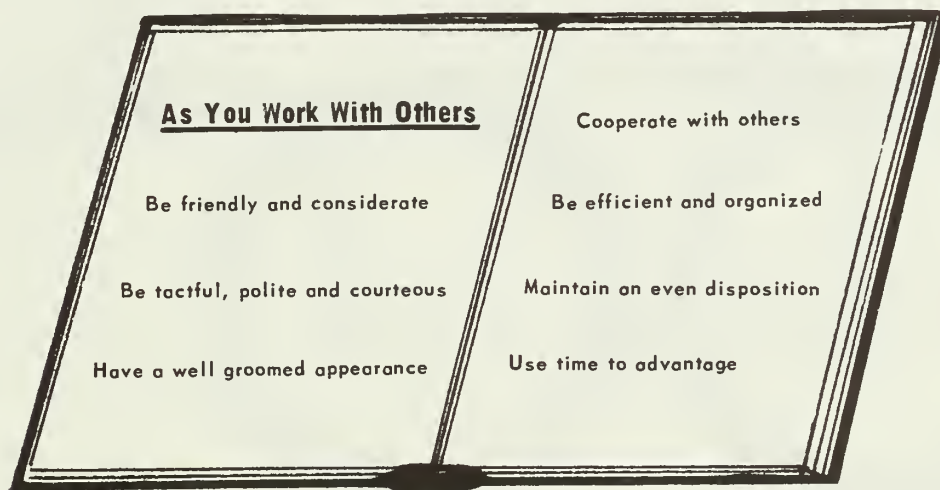 As You Work With Others
Be friendly and considerate
Be tactful, polite and courteous
Have a well groomed appearance
Cooperate with others
Be efficient and organized
Maintain an even disposition
Use time to advantage